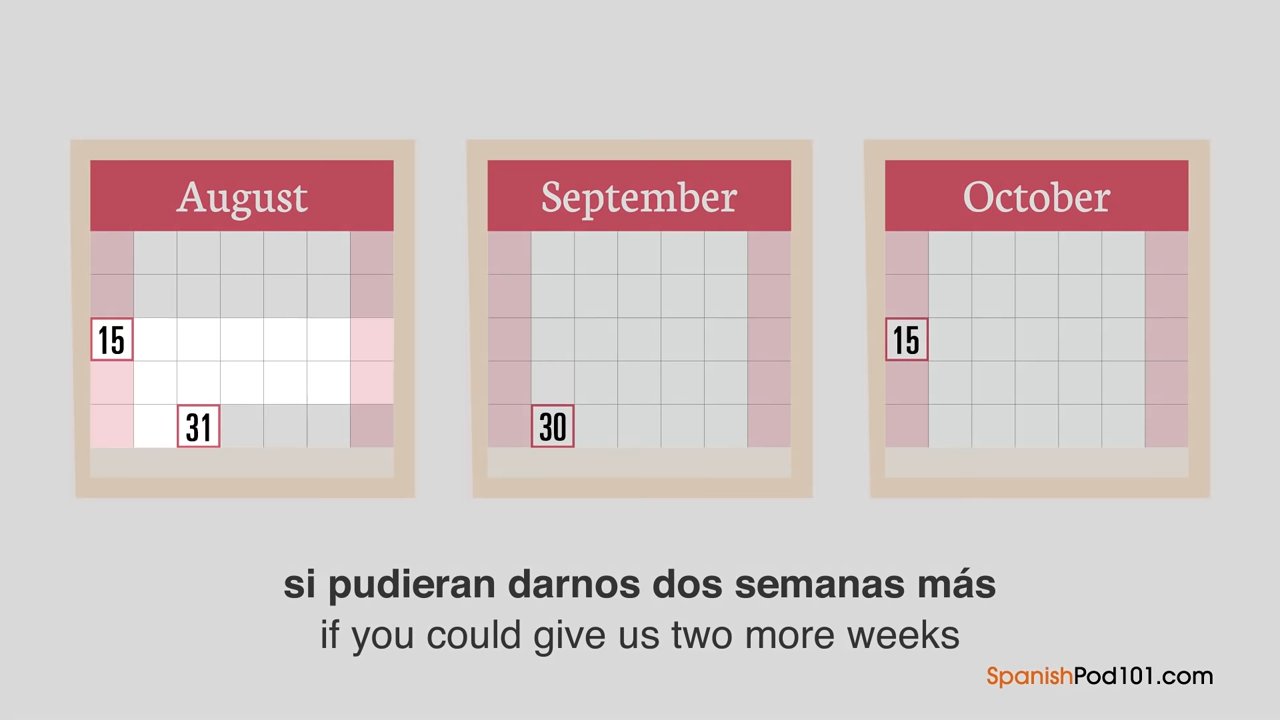 August
September
October
15
15
31
30
si pudieran darnos dos semanas más
if you could give us two more weeks
SpanishPod101.com